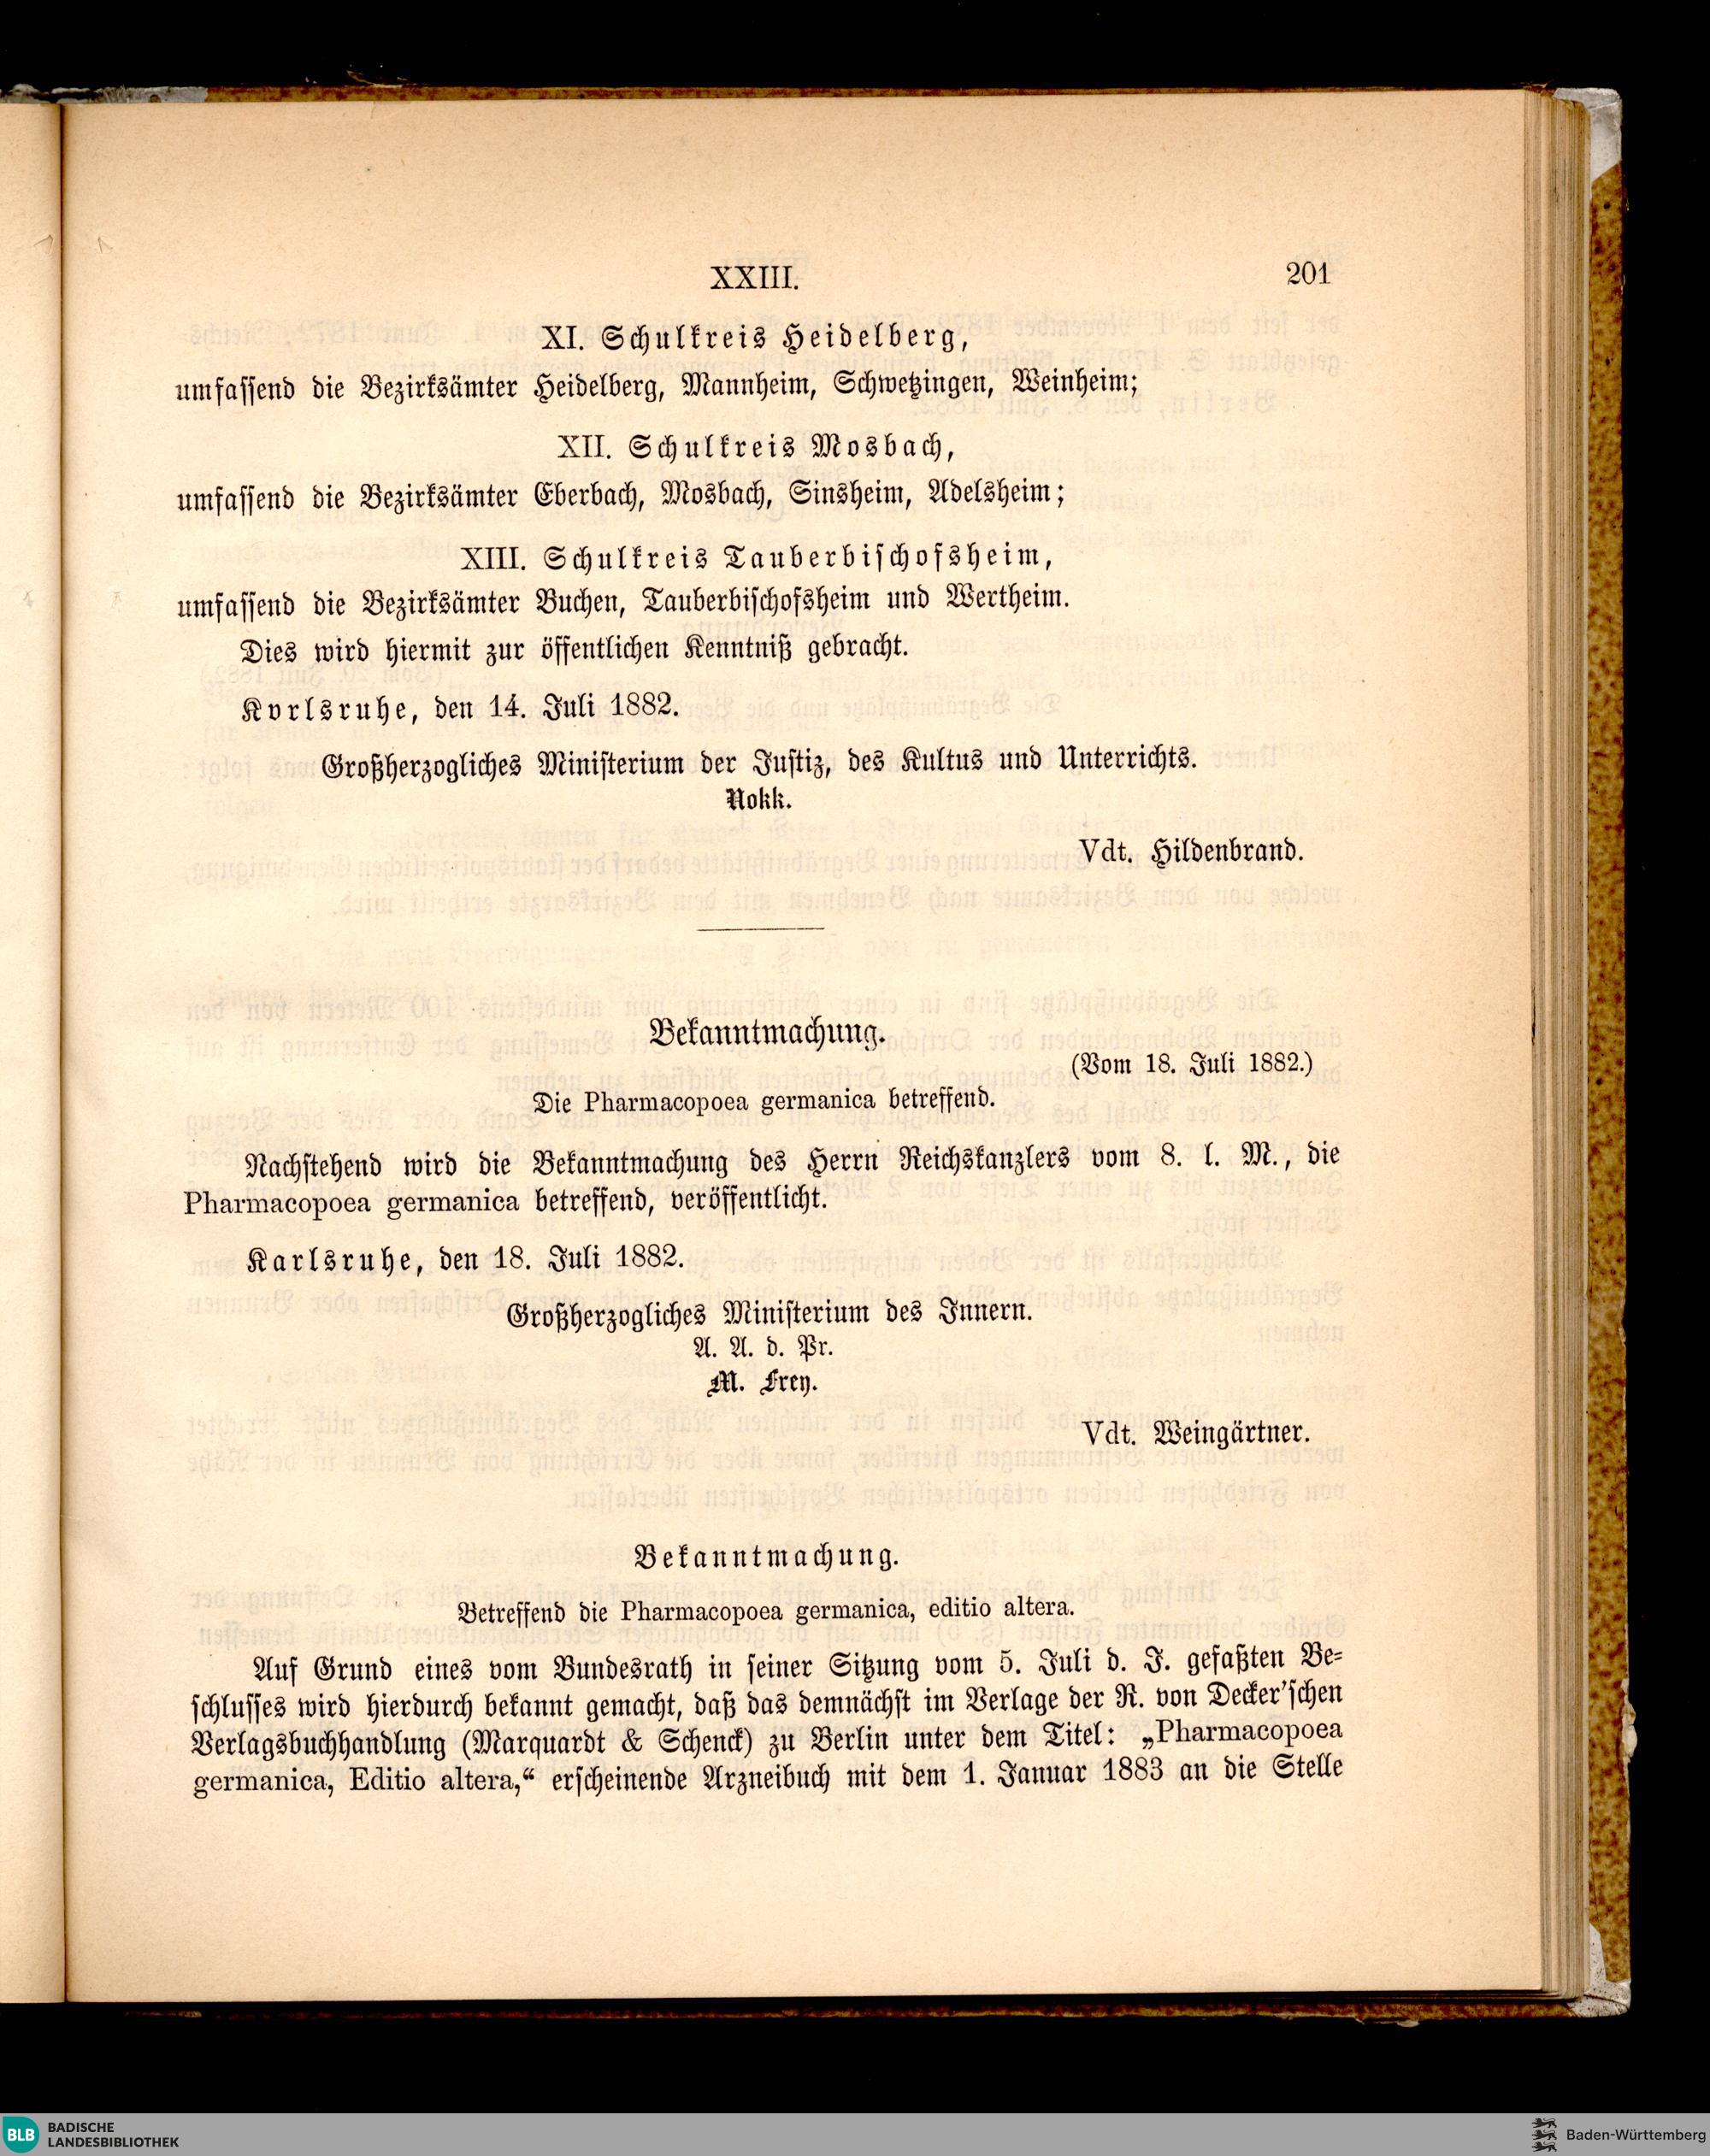 XXIII. 201
XI. Schulkreis Heidelberg,
umfassend die Bezirksämter Heidelberg, Mannheim, Schwetzingen, Weinheim;
XII. Schulkreis Mosbach,
umfassend die Bezirksämter Eberbach, Mosbach, Sinsheim, Adelsheim;
XIII. Schulkreis Tauberbischofsheim,
umfassend die Bezirksämter Buchen, Tauberbischofsheim und Wertheim.
Dies wird hiermit zur öffentlichen Kenntniß gebracht.
Korlsruhe, den 14. Juli 1882.
Großherzogliches Ministerium der Justiz, des Kultus und Unterrichts.
Nokk.
Vdt. Hildenbrand.
Bekanntmachung.
(Vom 18. Juli 1882.)
Die Pharmacopoea germanica betreffend.
Nachstehend wird die Bekanntmachung des Herrn Reichskanzlers vom 8. l. M., die
Pharmacopoea germanica betreffend, veröffentlicht.
Karlsruhe, den 18. Juli 1882.
Großherzogliches Ministerium des Innern.
A. A. d. Pr.
M. Frey.
Vdt. Weingärtner.
Bekanntmachung.
Betreffend die Pharmacopoea germanica, editio altera.
Auf Grund eines vom Bundesrath in seiner Sitzung vom 5. Juli d. J. gefaßten Be-
schlusses wird hierdurch bekannt gemacht, daß das demnächst im Verlage der R. von Decker'schen
Verlagsbuchhandlung (Marquardt & Schenck) zu Berlin unter dem Titel: „Pharmacopoea
germanica, Editio altera,“ erscheinende Arzneibuch mit dem 1. Januar 1883 an die Stelle
BLB BADISCHE
LANDESBIBLIOTHEK
Baden-Württemberg